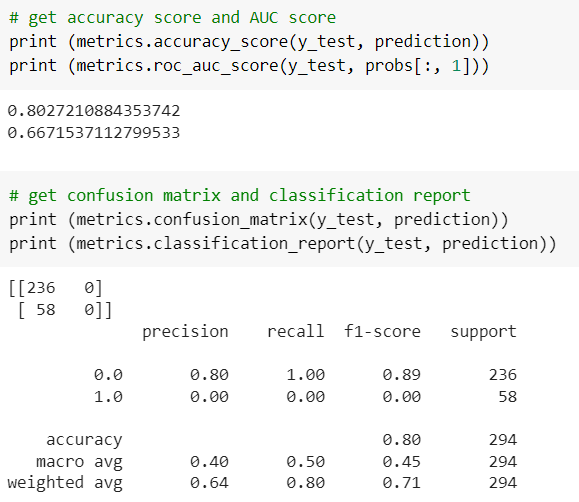 # get accuracy score and AUC score
print (metrics.accuracy_score(y_test, prediction))
print (metrics.roc_auc_score(y_test, probs[:, 1]))
0.8027210884353742
0.6671537112799533
# get confusion matrix and classification report
print (metrics.confusion_matrix(y_test, prediction))
print (metrics.classification_report(y_test, prediction))
[[236   0]
 [ 58   0]]
              precision    recall  f1-score   support
         0.0       0.80      1.00      0.89       236
         1.0       0.00      0.00      0.00        58
    accuracy                           0.80       294
   macro avg       0.40      0.50      0.45       294
weighted avg       0.64      0.80      0.71       294